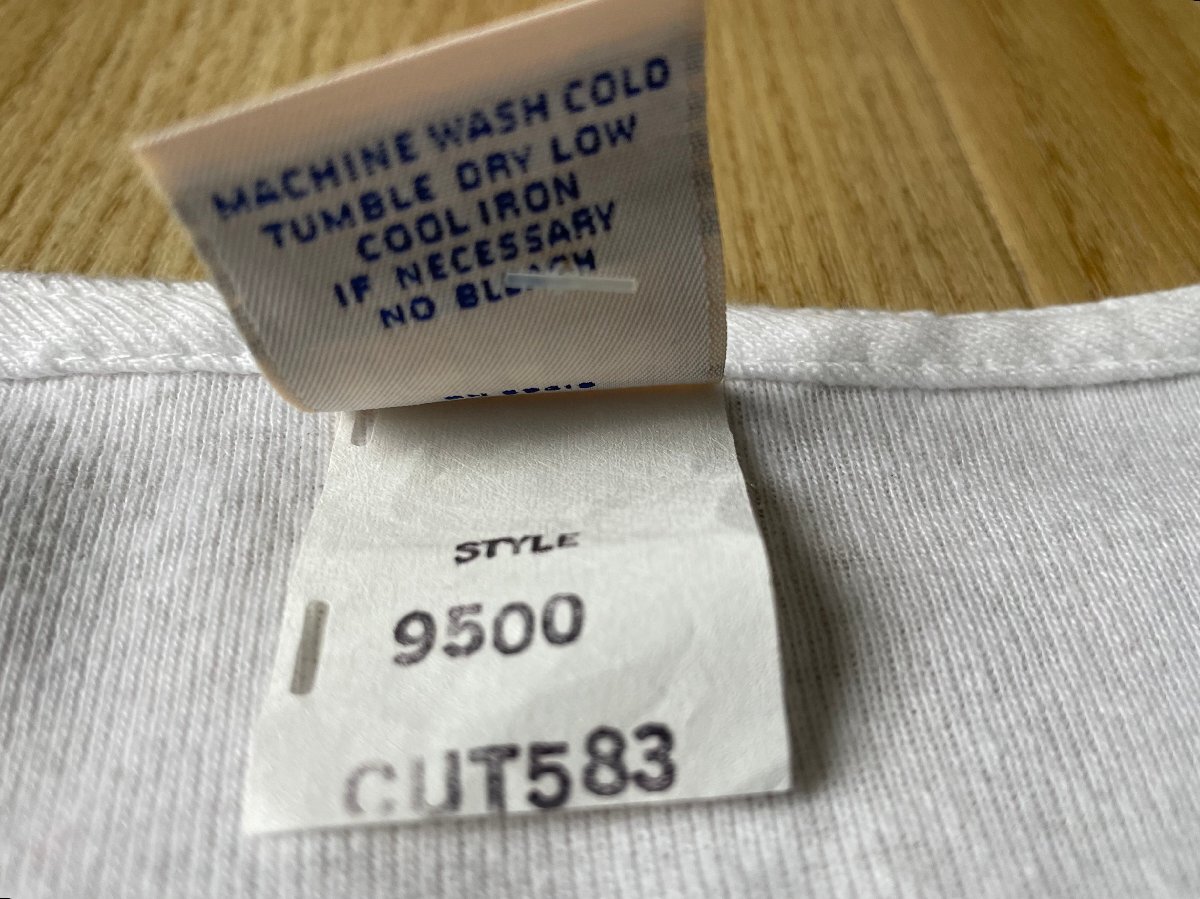 MACHINE WASH COLD
TUMBLE DRY LOW
COOL IRON
IF NECESSARY
NO BLEACH
STYLE
9500
CUT583